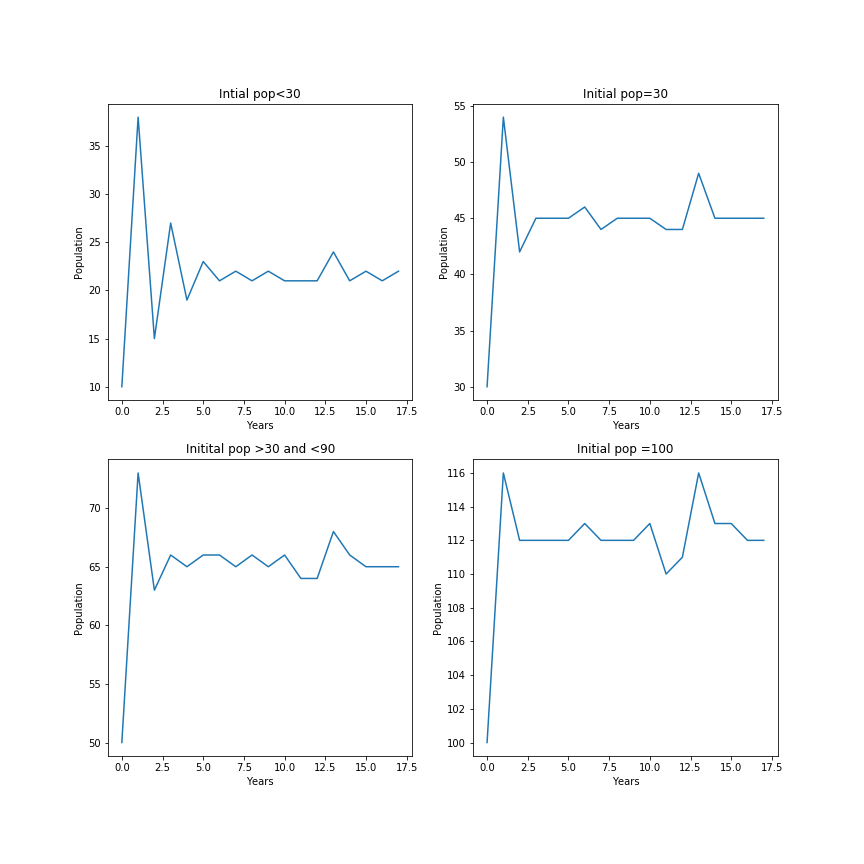 Intial pop<30
Population
35
30
25
20
15
10
0.0 2.5 5.0 7.5 10.0 12.5 15.0 17.5
Years
Initial pop=30
Population
55
50
45
40
35
30
0.0 2.5 5.0 7.5 10.0 12.5 15.0 17.5
Years
Initital pop >30 and <90
Population
70
65
60
55
50
0.0 2.5 5.0 7.5 10.0 12.5 15.0 17.5
Years
Initial pop =100
Population
116
114
112
110
108
106
104
102
100
0.0 2.5 5.0 7.5 10.0 12.5 15.0 17.5
Years